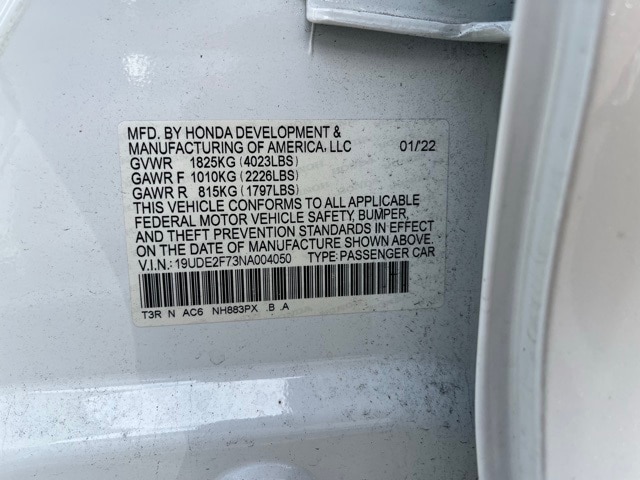 MFD. BY HONDA DEVELOPMENT &
MANUFACTURING OF AMERICA, LLC 01/'22
GVWR 1825KG (4023LBS)
GAWR F 1010KG (2226LBS)
GAWR R 815KG (1797LBS)
THIS VEHICLE CONFORMS TO ALL APPLICABLE
FEDERAL MOTOR VEHICLE SAFETY, BUMPER,
AND THEFT PREVENTION STANDARDS IN EFFECT
ON THE DATE OF MANUFACTURE SHOWN ABOVE.
V.I.N.: 19UDE2F73NA004050 TYPE: PASSENGER CAR
T3R N AC6 NH883PX .B .A